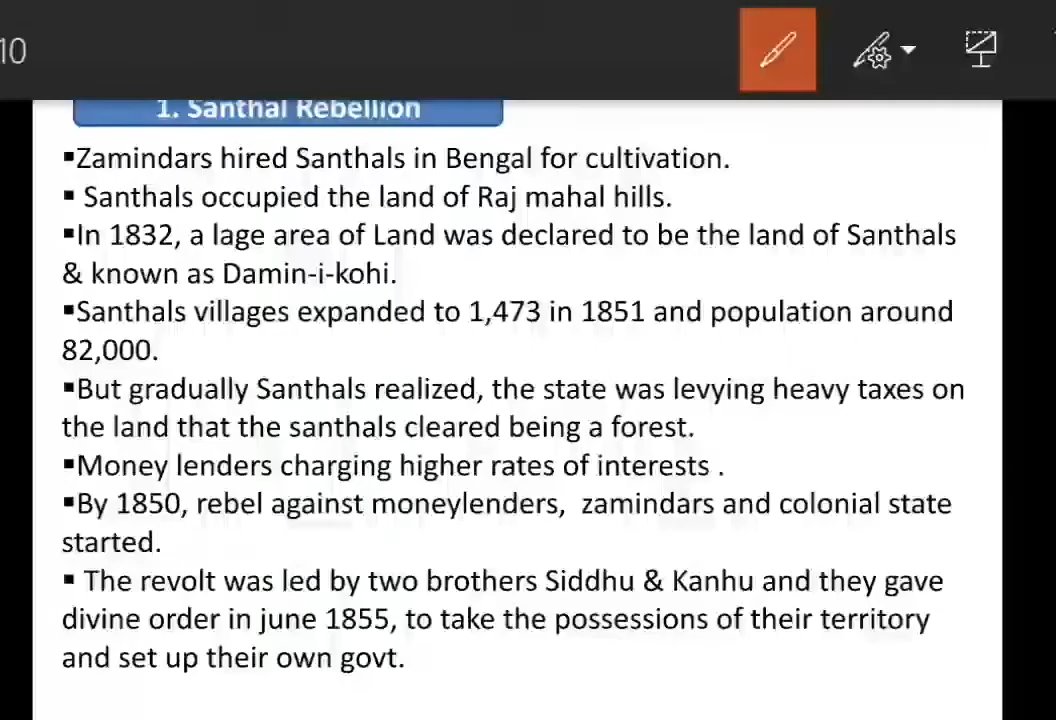 10
1. Santhal Rebellion
▪Zamindars hired Santhals in Bengal for cultivation.
▪ Santhals occupied the land of Raj mahal hills.
▪In 1832, a lage area of Land was declared to be the land of Santhals
& known as Damin-i-kohi.
▪Santhals villages expanded to 1,473 in 1851 and population around
82,000.
▪But gradually Santhals realized, the state was levying heavy taxes on
the land that the santhals cleared being a forest.
▪Money lenders charging higher rates of interests .
▪By 1850, rebel against moneylenders,  zamindars and colonial state
started.
▪ The revolt was led by two brothers Siddhu & Kanhu and they gave
divine order in june 1855, to take the possessions of their territory
and set up their own govt.